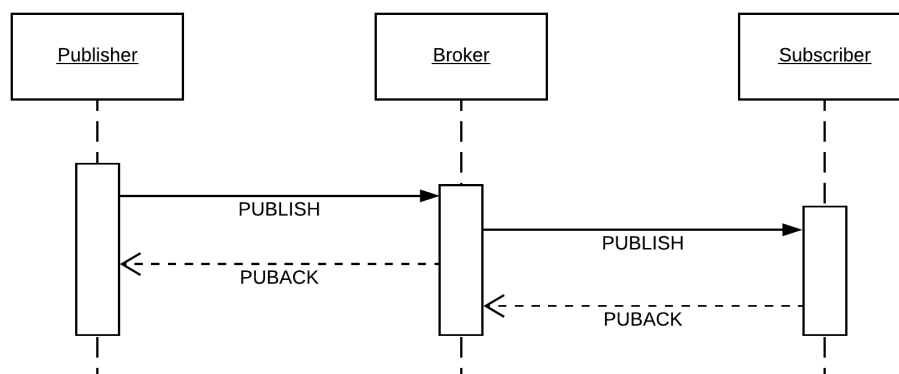 Publisher
Broker
Subscriber
PUBLISH
PUBLISH
PUBACK
PUBACK